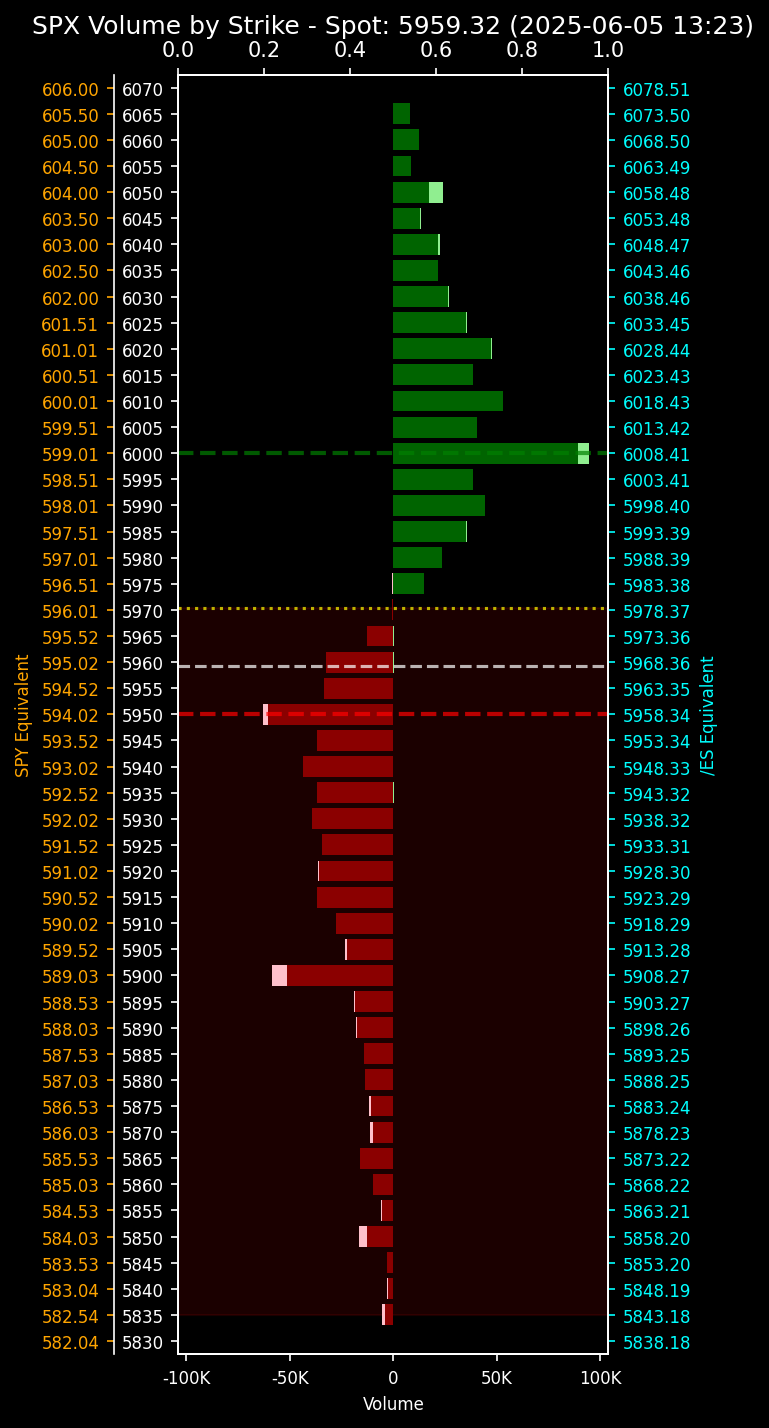 SPX Volume by Strike - Spot: 5959.32 (2025-06-05 13:23)
0.0 0.2 0.4 0.6 0.8 1.0
606.00 6070 6078.51
605.50 6065 6073.50
605.00 6060 6068.50
604.50 6055 6063.49
604.00 6050 6058.48
603.50 6045 6053.48
603.00 6040 6048.47
602.50 6035 6043.46
602.00 6030 6038.46
601.51 6025 6033.45
601.01 6020 6028.44
600.51 6015 6023.43
600.01 6010 6018.43
599.51 6005 6013.42
599.01 6000 6008.41
598.51 5995 6003.41
598.01 5990 5998.40
597.51 5985 5993.39
597.01 5980 5988.39
596.51 5975 5983.38
596.01 5970 5978.37
595.52 5965 5973.36
595.02 5960 5968.36
594.52 5955 5963.35
594.02 5950 5958.34
593.52 5945 5953.34
593.02 5940 5948.33
592.52 5935 5943.32
592.02 5930 5938.32
591.52 5925 5933.31
591.02 5920 5928.30
590.52 5915 5923.29
590.02 5910 5918.29
589.52 5905 5913.28
589.03 5900 5908.27
588.53 5895 5903.27
588.03 5890 5898.26
587.53 5885 5893.25
587.03 5880 5888.25
586.53 5875 5883.24
586.03 5870 5878.23
585.53 5865 5873.22
585.03 5860 5868.22
584.53 5855 5863.21
584.03 5850 5858.20
583.53 5845 5853.20
583.04 5840 5848.19
582.54 5835 5843.18
582.04 5830 5838.18
SPY Equivalent
/ES Equivalent
-100K -50K 0 50K 100K
Volume